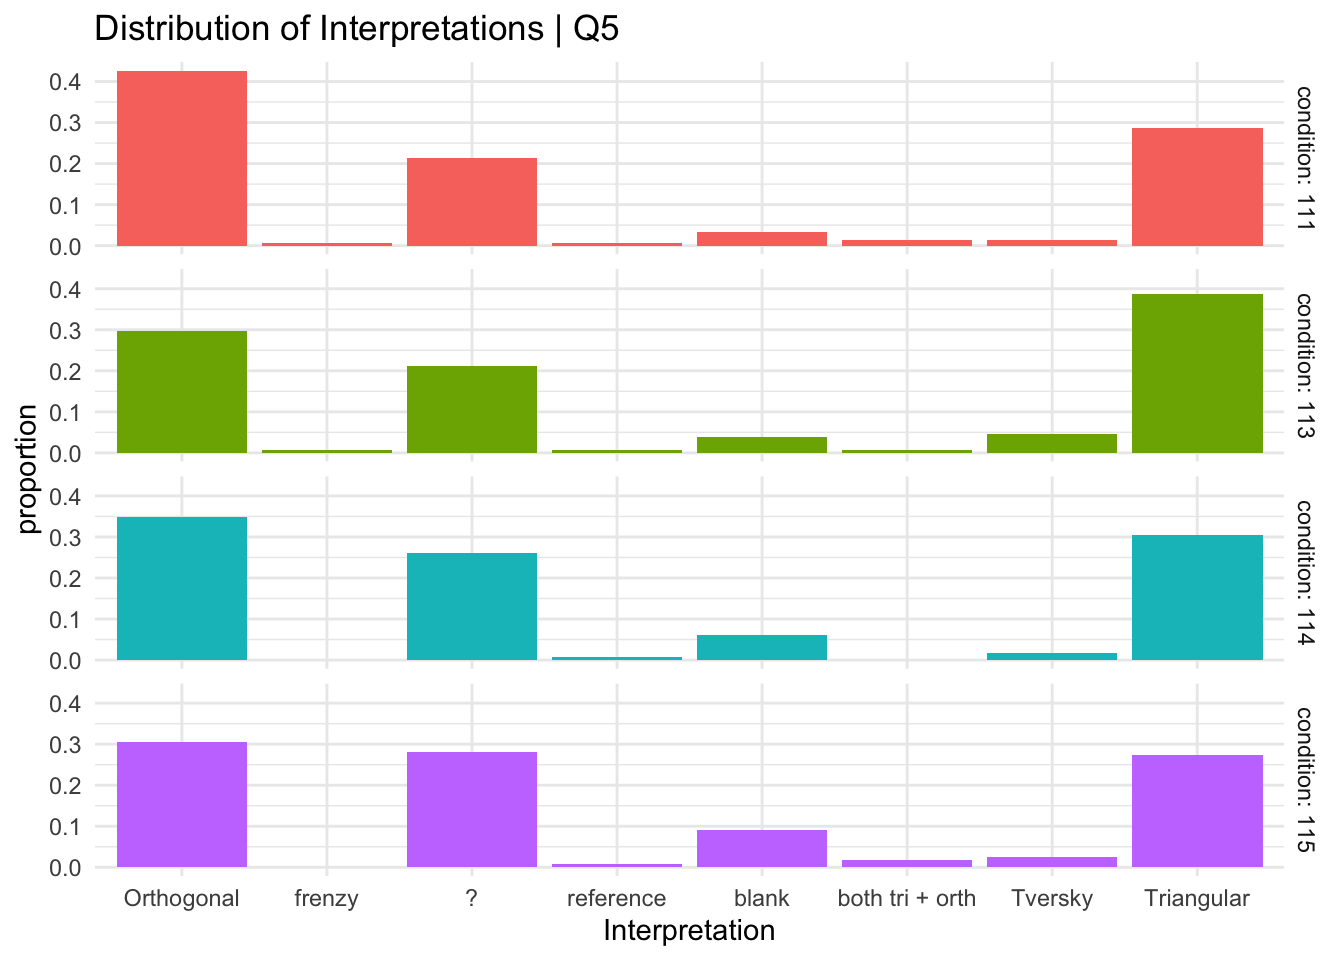 Distribution of Interpretations | Q5
proportion
0.4
0.3
0.2
0.1
0.0
condition: 111
0.4
0.3
0.2
0.1
0.0
condition: 113
0.4
0.3
0.2
0.1
0.0
condition: 114
0.4
0.3
0.2
0.1
0.0
condition: 115
Orthogonal frenzy ? reference blank both tri + orth Tversky Triangular
Interpretation